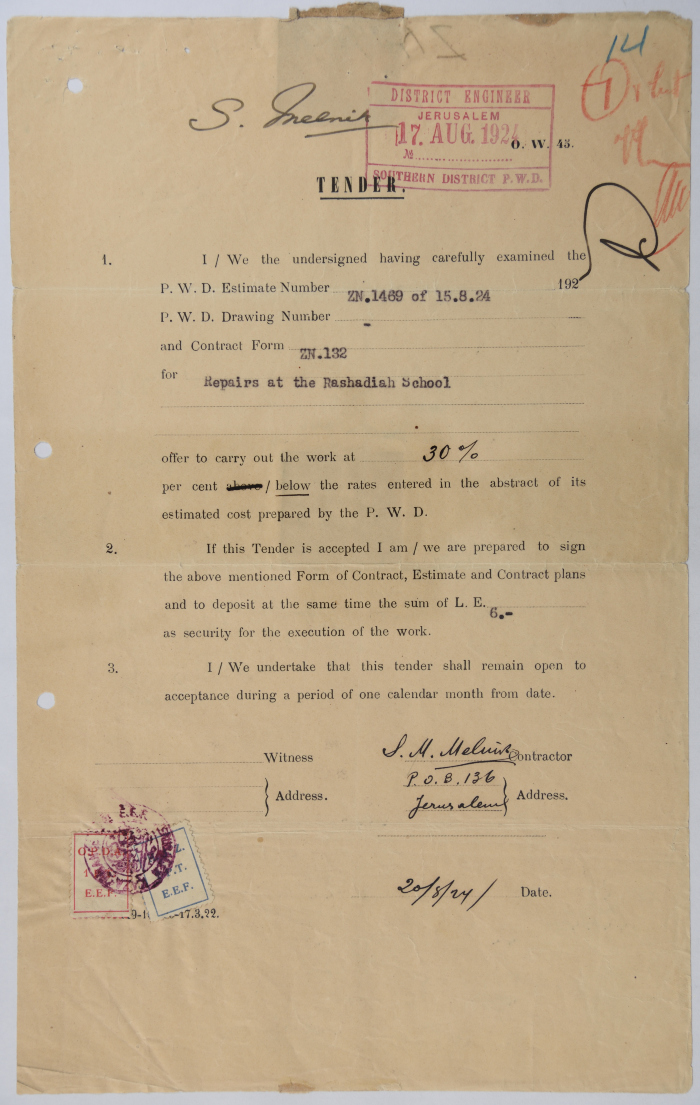 14
S. Melnik
DISTRICT ENGINEER
JERUSALEM
17. AUG. 1924
№
SOUTHERN DISTRICT P.W.D.
O. W. 45.
TENDER.
1. I / We the undersigned having carefully examined the
P. W. D. Estimate Number ZN.1469 of 15.8.24 192
P. W. D. Drawing Number -
and Contract Form ZN.132
for Repairs at the Rashadiah School
offer to carry out the work at 30%
per cent above / below the rates entered in the abstract of its
estimated cost prepared by the P. W. D.
2. If this Tender is accepted I am / we are prepared to sign
the above mentioned Form of Contract, Estimate and Contract plans
and to deposit at the same time the sum of L. E. 6.-
as security for the execution of the work.
3. I / We undertake that this tender shall remain open to
acceptance during a period of one calendar month from date.
Witness S. M. Melnik Contractor
Address. P.O.B. 136
Jerusalem Address.
E.E.F.
E.E.F.
20/8/24/ Date.
-17.3.22.